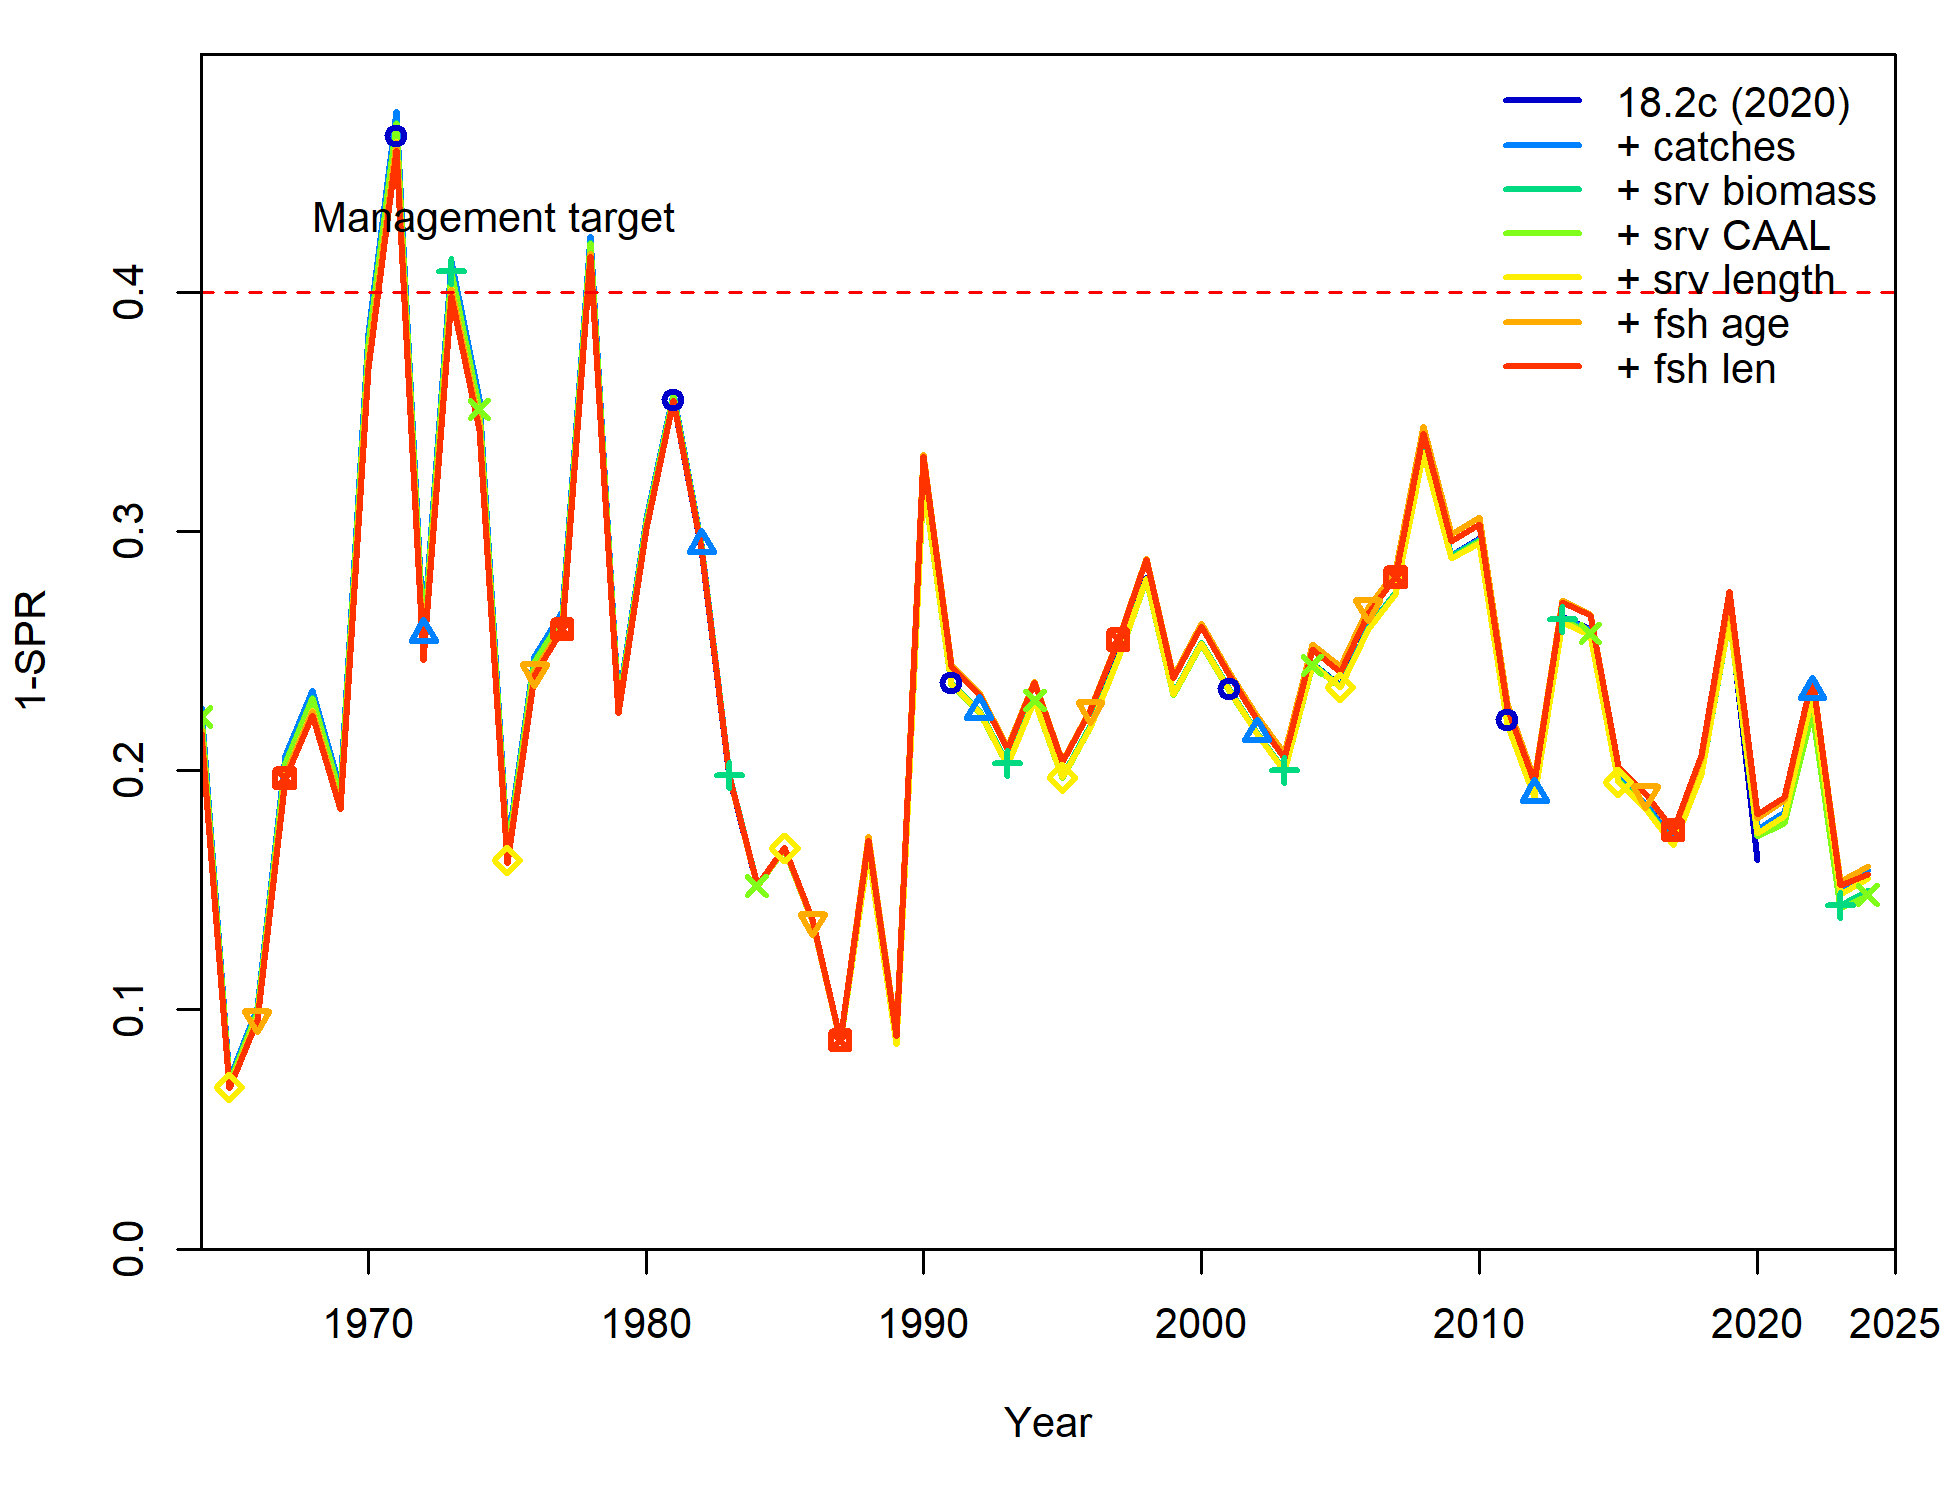 18.2c (2020)
+ catches
+ srv biomass
+ srv CAAL
+ srv length
+ fsh age
+ fsh len
Management target
1-SPR
0.4
0.3
0.2
0.1
0.0
1970 1980 1990 2000 2010 2020 2025
Year